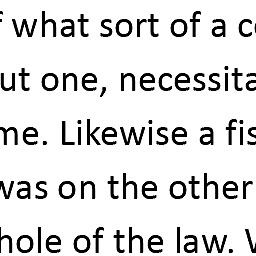 f what sort of a c
ut one, necessita
me. Likewise a fis
was on the other
hole of the law. W